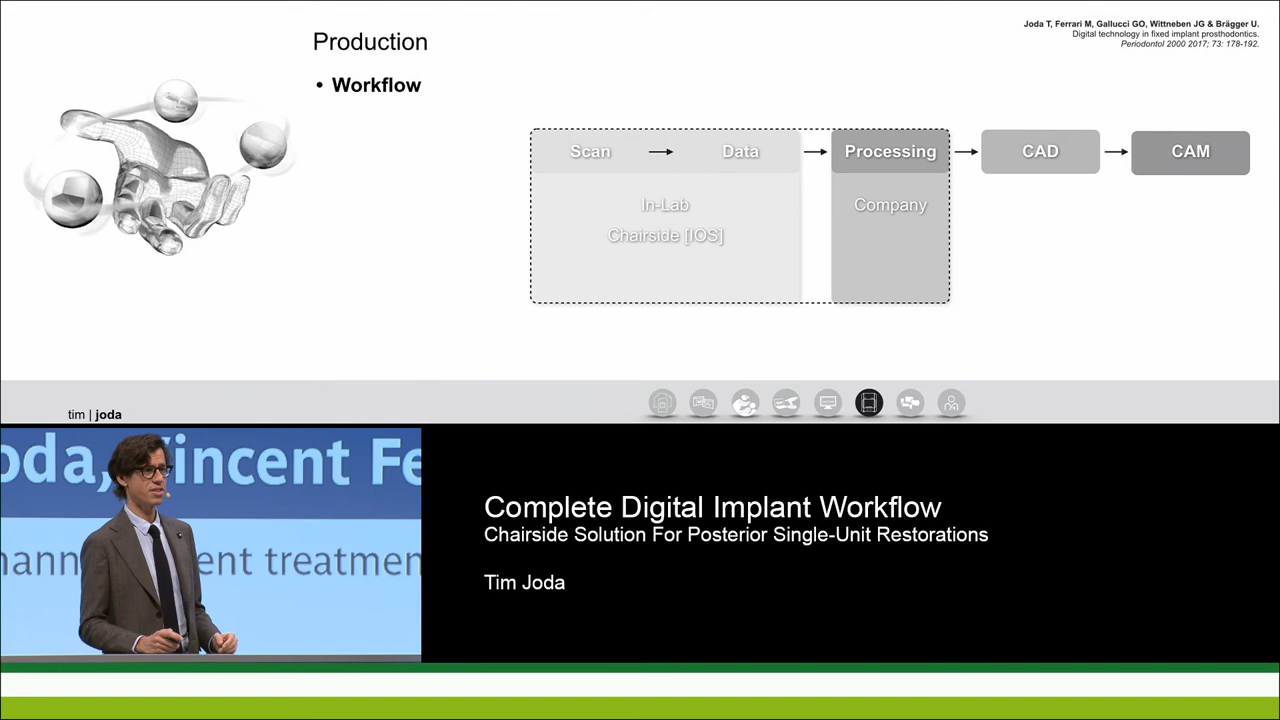 Production
• Workflow
Joda T, Ferrari M, Gallucci GO, Wittneben JG & Brägger U.
Digital technology in fixed implant prosthodontics.
Periodontol 2000 2017; 73: 178-192.
Scan
Data
Processing
CAD
CAM
In-Lab
Chairside [IOS]
Company
tim | joda
oda, Vincent Fe
ent treatmen
Complete Digital Implant Workflow
Chairside Solution For Posterior Single-Unit Restorations
Tim Joda